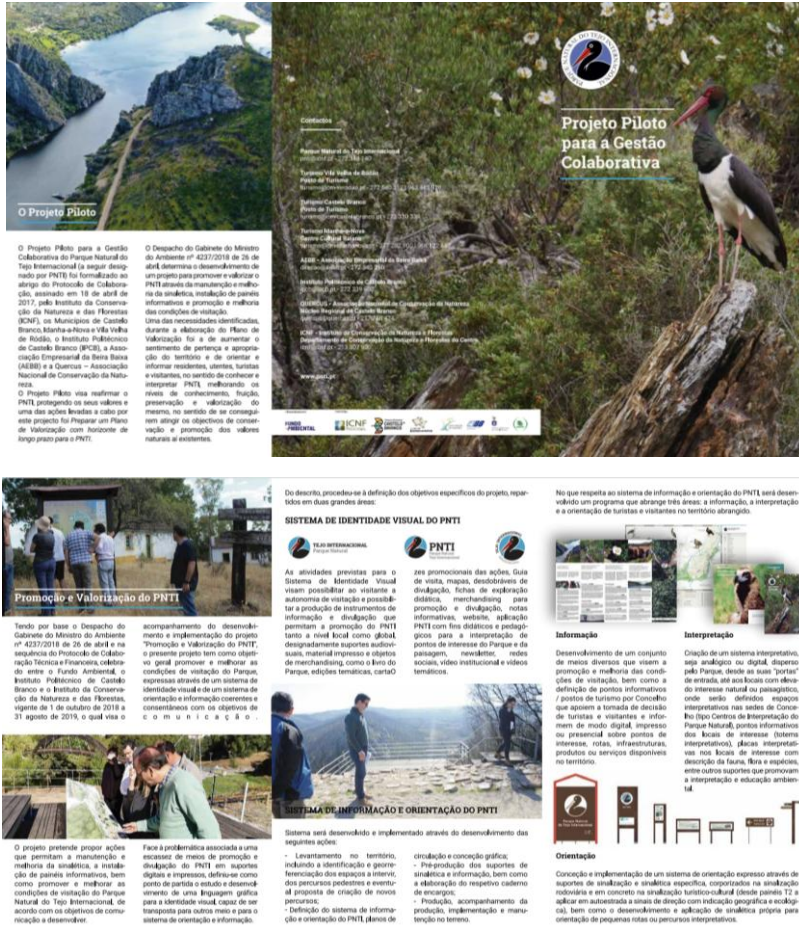 O Projeto Piloto
O Projeto Piloto para a Gestão
Colaborativa do Parque Natural do
Tejo Internacional (a seguir desig-
nado por PNTI) foi formalizado ao
abrigo do Protocolo de Colabora-
ção, assinado em 18 de abril de
2017, pelo Instituto da Conserva-
ção da Natureza e das Florestas
(ICNF), os Municípios de Castelo
Branco, Idanha-a-Nova e Vila Velha
de Ródão, o Instituto Politécnico
de Castelo Branco (IPCB), a Asso-
ciação Empresarial da Beira Baixa
(AEBB) e a Quercus – Associação
Nacional de Conservação da Natu-
reza.
O Projeto Piloto visa reafirmar o
PNTI, protegendo os seus valores e
uma das ações levadas a cabo por
este projeto foi Preparar um Plano
de Valorização com horizonte de
longo prazo para o PNTI.
O Despacho do Gabinete do Ministro
do Ambiente nº 4237/2018 de 26 de
abril, determina o desenvolvimento de
um projeto para promover e valorizar o
PNTI através da manutenção e melho-
ria da sinalética, instalação de painéis
informativos e promoção e melhoria
das condições de visitação.
Uma das necessidades identificadas,
durante a elaboração do Plano de
Valorização foi a de aumentar o
sentimento de pertença e apropria-
ção do território e de orientar e
informar residentes, utentes, turistas
e visitantes, no sentido de conhecer e
interpretar PNTI, melhorando os
níveis de conhecimento, fruição,
preservação e valorização do
mesmo, no sentido de se consegui-
rem atingir os objetivos de conser-
vação e promoção dos valores
naturais aí existentes.
Contactos
Parque Natural do Tejo Internacional
Turismo Vila Velha de Ródão
Posto de Turismo
Turismo Castelo Branco
Posto de Turismo
Turismo Idanha-a-Nova
Centro Cultural Raiano
AEBB - Associação Empresarial da Beira Baixa
Instituto Politécnico de Castelo Branco
QUERCUS - Associação Nacional de Conservação da Natureza
Núcleo Regional de Castelo Branco
ICNF - Instituto de Conservação da Natureza e Florestas
Departamento de Conservação da Natureza e Florestas do Centro
www.pnti.pt
FUNDO AMBIENTAL
ICNF
PARQUE NATURAL DO TEJO INTERNACIONAL
Projeto Piloto
para a Gestão
Colaborativa
Promoção e Valorização do PNTI
Tendo por base o Despacho do
Gabinete do Ministro do Ambiente
nº 4237/2018 de 26 de abril e na
sequência do Protocolo de Colabo-
ração Técnica e Financeira, celebra-
do entre o Fundo Ambiental, o
Instituto Politécnico de Castelo
Branco e o Instituto da Conserva-
ção da Natureza e das Florestas,
vigente de 1 de outubro de 2018 a
31 agosto de 2019, o qual visa o
acompanhamento do desenvolvi-
mento e implementação do projeto
"Promoção e Valorização do PNTI",
o presente projeto tem como objeti-
vo geral promover e melhorar as
condições de visitação do Parque,
expressas através de um sistema de
identidade visual e de um sistema de
orientação e informação coerentes e
consentâneos com os objetivos de
comunicação.
O projeto pretende propor ações
que permitam a manutenção e
melhoria da sinalética, a instala-
ção de painéis informativos, bem
como promover e melhorar as
condições de visitação do Parque
Natural do Tejo Internacional, de
acordo com os objetivos de comu-
nicação a desenvolver.
Face à problemática associada a uma
escassez de meios de promoção e
divulgação do PNTI em suportes
digitais e impressos, definiu-se como
ponto de partida o estudo e desenvol-
vimento de uma linguagem gráfica
para a identidade visual, capaz de ser
transposta para outros meio e para o
sistema de orientação e informação.
Do descrito, procedeu-se à definição dos objetivos específicos do projeto, repar-
tidos em duas grandes áreas:
SISTEMA DE IDENTIDADE VISUAL DO PNTI
TEJO INTERNACIONAL
Parque Natural
PNTI
Parque Natural
Tejo Internacional
As atividades previstas para o
Sistema de Identidade Visual
visam possibilitar ao visitante a
autonomia de visitação e possibili-
tar a produção de instrumentos de
informação e divulgação que
permitam a promoção do PNTI
tanto a nível local como global,
designadamente suportes audiovi-
suais, material impresso e objetos
de merchandising, como o livro do
Parque, edições temáticas, cartaO
zes promocionais das ações, Guia
de visita, mapas, desdobráveis de
divulgação, fichas de exploração
didática, merchandising para
promoção e divulgação, notas
informativas, website, aplicação
PNTI com fins didáticos e pedagó-
gicos para a interpretação de
pontos de interesse do Parque e da
paisagem, newsletter, redes
sociais, vídeo institucional e vídeos
temáticos.
SISTEMA DE INFORMAÇÃO E ORIENTAÇÃO DO PNTI
Sistema será desenvolvido e implementado através do desenvolvimento das
seguintes ações:
- Levantamento no território,
incluindo a identificação e georre-
ferenciação dos espaços a intervir,
dos percursos pedestres e eventu-
al proposta de criação de novos
percursos;
- Definição do sistema de informa-
ção e orientação do PNTI, planos de
circulação e conceção gráfica;
- Pré-produção dos suportes de
sinalética e informação, bem como
a elaboração do respetivo caderno
de encargos;
- Produção, acompanhamento da
produção, implementação e manu-
tenção no terreno.
No que respeita ao sistema de informação e orientação do PNTI, será desen-
volvido um programa que abrange três áreas: a informação, a interpretação
e a orientação de turistas e visitantes no território abrangido.
Informação
Desenvolvimento de um conjunto
de meios diversos que visem a
promoção e melhoria das condi-
ções de visitação, bem como a
definição de pontos informativos
/ postos de turismo por Concelho
que apoiem a tomada de decisão
de turistas e visitantes e infor-
mem de modo digital, impresso
ou presencial sobre pontos de
interesse, rotas, infraestruturas,
produtos ou serviços disponíveis
no território.
Interpretação
Criação de um sistema interpretativo,
seja analógico ou digital, disperso
pelo Parque, desde as suas "portas"
de entrada, até aos locais com eleva-
do interesse natural ou paisagístico,
onde serão definidos espaços
interpretativos nas sedes de Conce-
lho (tipo Centros de Interpretação do
Parque Natural), pontos informativos
dos locais de interesse (totems
interpretativos), placas interpretati-
vas nos locais de interesse com
descrição da fauna, flora e espécies,
entre outros suportes que promovam
a interpretação e educação ambien-
tal.
Orientação
Conceção e implementação de um sistema de orientação expresso através de
suportes de sinalização e sinalética específica, corporizados na sinalização
rodoviária e em concreto na sinalização turístico-cultural (desde painéis T2 a
aplicar em autoestrada a sinais de direção com indicação geográfica e ecológi-
ca), bem como o desenvolvimento e aplicação de sinalética própria para
orientação de pequenas rotas ou percursos interpretativos.